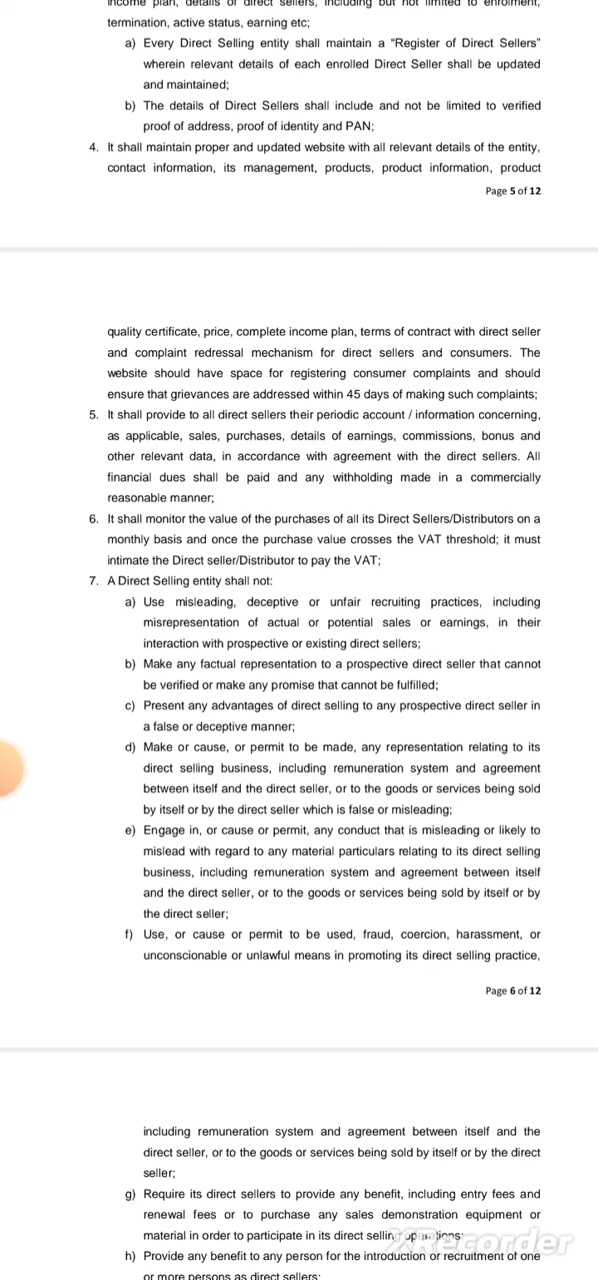 income plan, details of direct sellers, including but not limited to enrolment,
termination, active status, earning etc;
a) Every Direct Selling entity shall maintain a “Register of Direct Sellers”
wherein relevant details of each enrolled Direct Seller shall be updated
and maintained;
b) The details of Direct Sellers shall include and not be limited to verified
proof of address, proof of identity and PAN;
4. It shall maintain proper and updated website with all relevant details of the entity,
contact information, its management, products, product information, product
Page 5 of 12
quality certificate, price, complete income plan, terms of contract with direct seller
and complaint redressal mechanism for direct sellers and consumers. The
website should have space for registering consumer complaints and should
ensure that grievances are addressed within 45 days of making such complaints;
5. It shall provide to all direct sellers their periodic account / information concerning,
as applicable, sales, purchases, details of earnings, commissions, bonus and
other relevant data, in accordance with agreement with the direct sellers. All
financial dues shall be paid and any withholding made in a commercially
reasonable manner;
6. It shall monitor the value of the purchases of all its Direct Sellers/Distributors on a
monthly basis and once the purchase value crosses the VAT threshold; it must
intimate the Direct seller/Distributor to pay the VAT;
7. A Direct Selling entity shall not:
a) Use misleading, deceptive or unfair recruiting practices, including
misrepresentation of actual or potential sales or earnings, in their
interaction with prospective or existing direct sellers;
b) Make any factual representation to a prospective direct seller that cannot
be verified or make any promise that cannot be fulfilled;
c) Present any advantages of direct selling to any prospective direct seller in
a false or deceptive manner;
d) Make or cause, or permit to be made, any representation relating to its
direct selling business, including remuneration system and agreement
between itself and the direct seller, or to the goods or services being sold
by itself or by the direct seller which is false or misleading;
e) Engage in, or cause or permit, any conduct that is misleading or likely to
mislead with regard to any material particulars relating to its direct selling
business, including remuneration system and agreement between itself
and the direct seller, or to the goods or services being sold by itself or by
the direct seller;
f) Use, or cause or permit to be used, fraud, coercion, harassment, or
unconscionable or unlawful means in promoting its direct selling practice,
Page 6 of 12
including remuneration system and agreement between itself and the
direct seller, or to the goods or services being sold by itself or by the direct
seller;
g) Require its direct sellers to provide any benefit, including entry fees and
renewal fees or to purchase any sales demonstration equipment or
material in order to participate in its direct selling operations;
XRecorder
h) Provide any benefit to any person for the introduction or recruitment of one
or more persons as direct sellers;